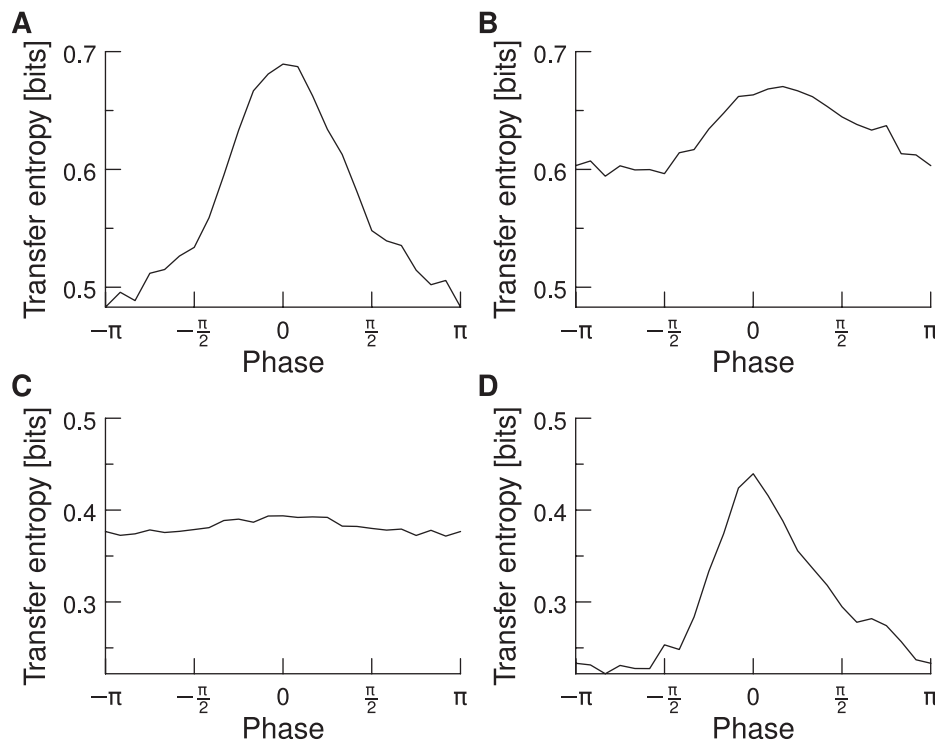 A
Transfer entropy [bits]
0.7
0.6
0.5
−π
−π/2
0
π/2
π
Phase
B
Transfer entropy [bits]
0.7
0.6
0.5
−π
−π/2
0
π/2
π
Phase
C
Transfer entropy [bits]
0.5
0.4
0.3
−π
−π/2
0
π/2
π
Phase
D
Transfer entropy [bits]
0.5
0.4
0.3
−π
−π/2
0
π/2
π
Phase